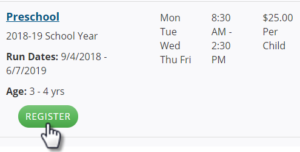 Preschool
2018-19 School Year
Run Dates: 9/4/2018 -
6/7/2019
Age: 3 - 4 yrs
REGISTER
Mon
Tue
Wed
Thu Fri
8:30
AM -
2:30
PM
$25.00
Per
Child